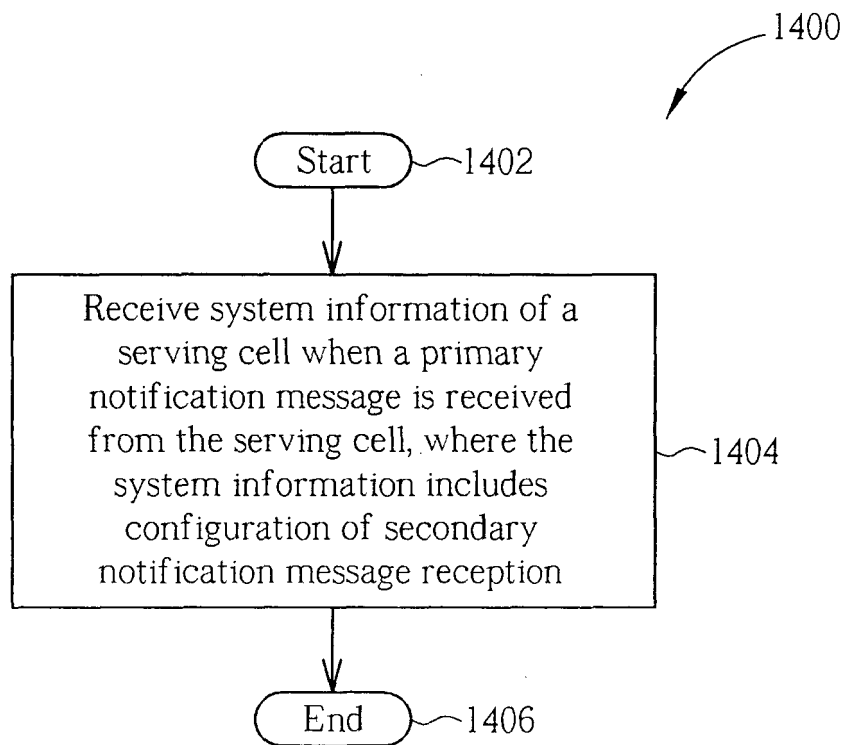 1400
Start
1402
Receive system information of a
serving cell when a primary
notification message is received
from the serving cell, where the
system information includes
configuration of secondary
notification message reception
1404
End
1406